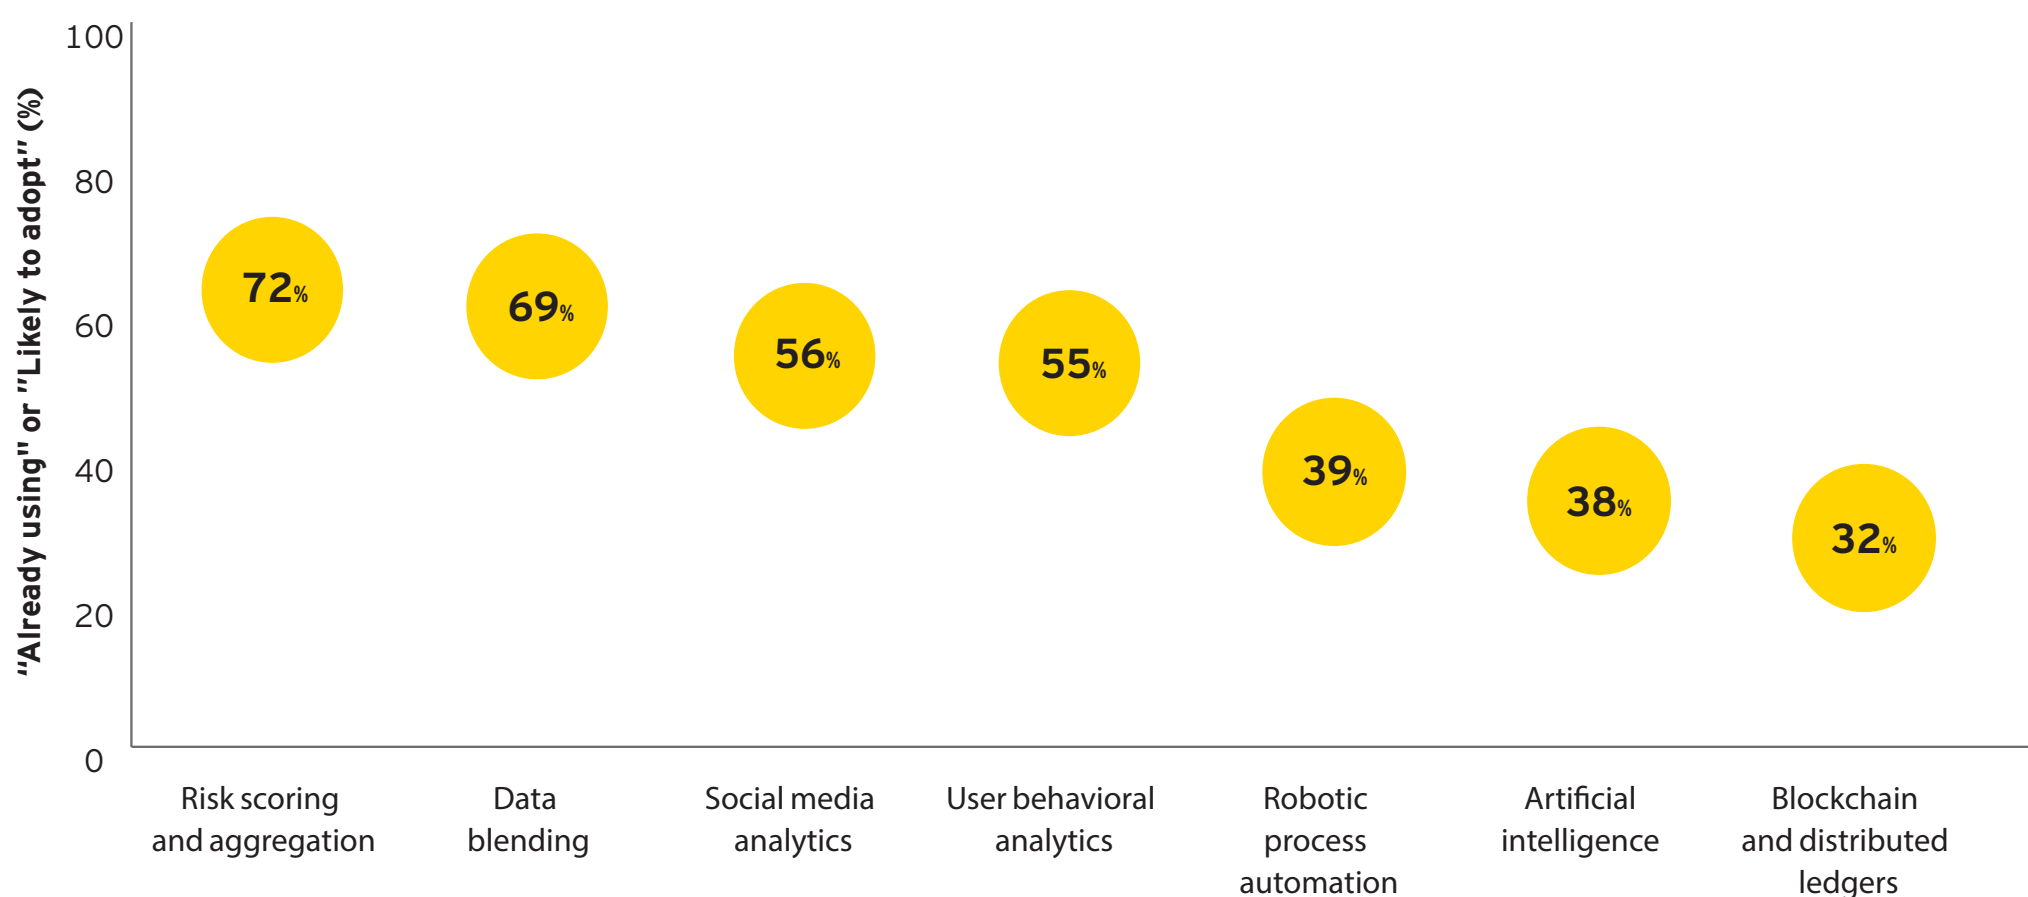 "Already using" or "Likely to adopt" (%)
100
80
60
40
20
0
72%
69%
56%
55%
39%
38%
32%
Risk scoring
and aggregation
Data
blending
Social media
analytics
User behavioral
analytics
Robotic
process
automation
Artificial
intelligence
Blockchain
and distributed
ledgers